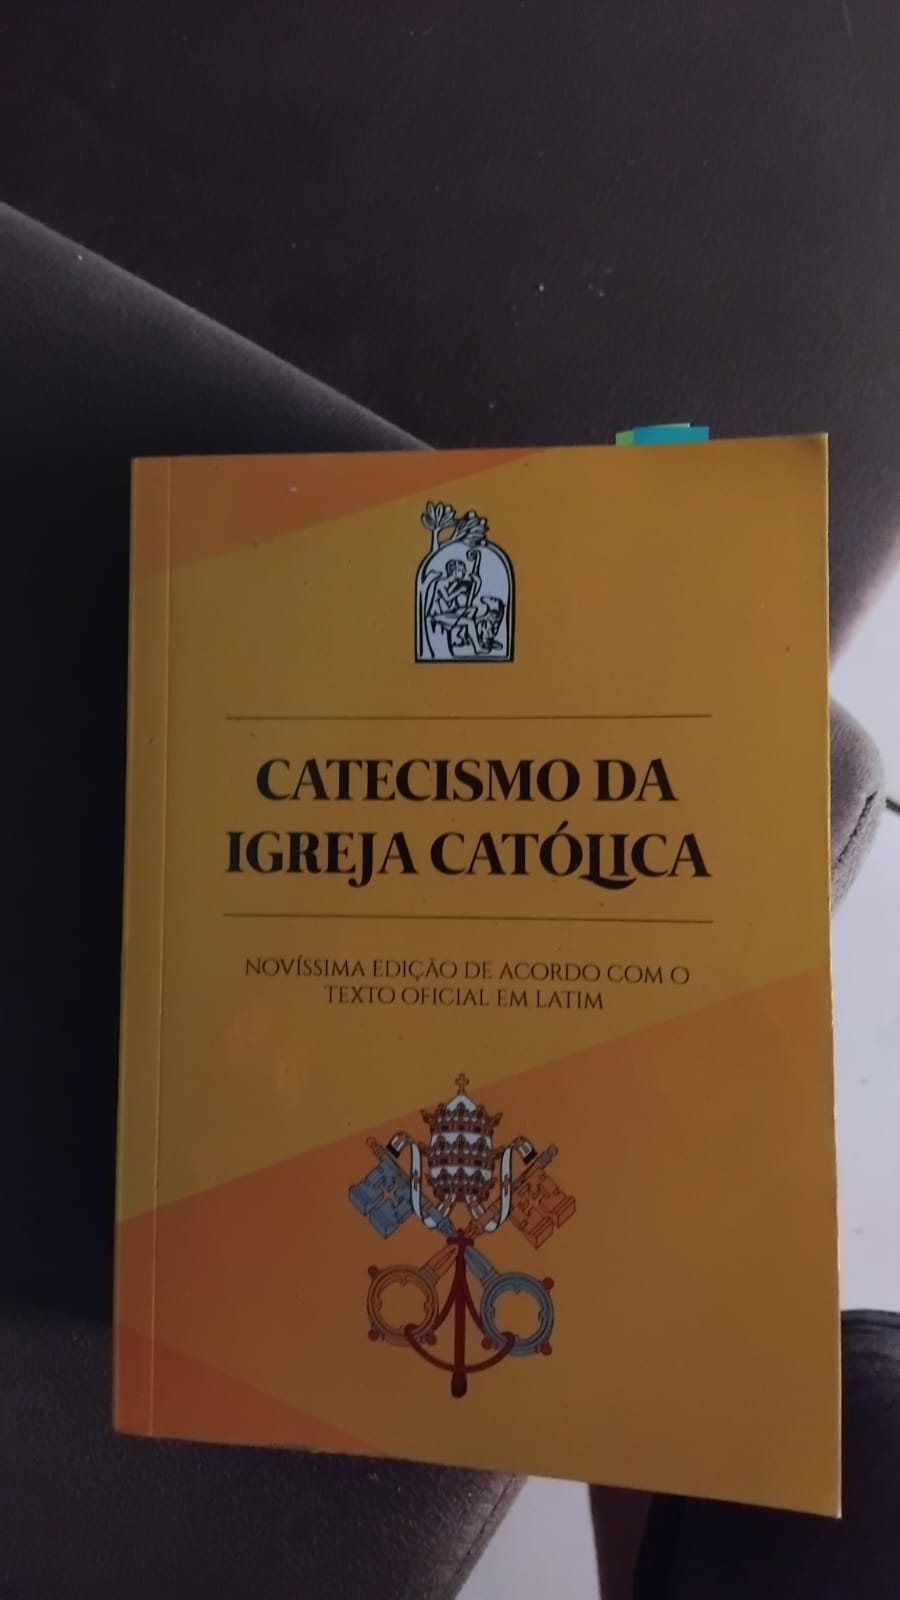 CATECISMO DA
IGREJA CATÓLICA
NOVÍSSIMA EDIÇÃO DE ACORDO COM O
TEXTO OFICIAL EM LATIM